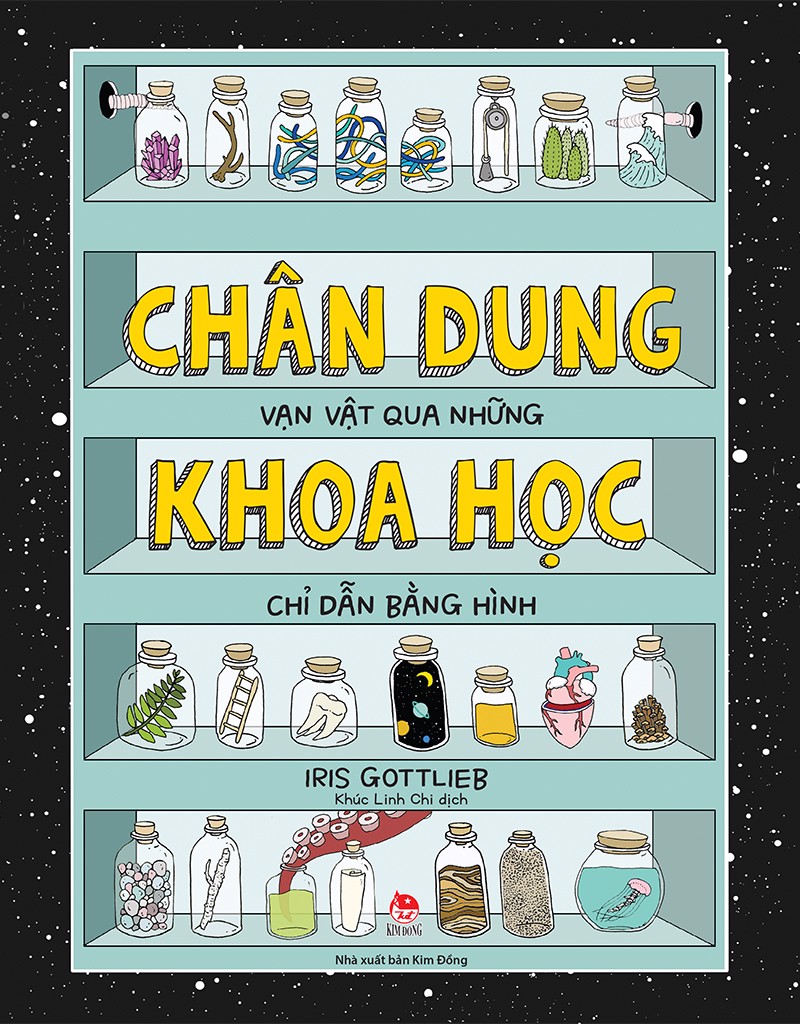 CHÂN DUNG
VẠN VẬT QUA NHỮNG
KHOA HỌC
CHỈ DẪN BẰNG HÌNH
IRIS GOTTLIEB
Khúc Linh Chi dịch
KIM ĐỒNG
Nhà xuất bản Kim Đồng